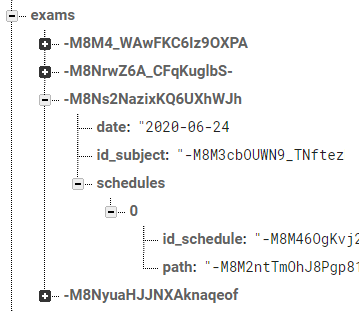 exams
-M8M4_WAwFKC6Iz9OXPA
-M8NrwZ6A_CFqKuglbS-
-M8Ns2NazixKQ6UXhWJh
date: "2020-06-24
id_subject: "-M8M3cbOUWN9_TNftez
schedules
0
id_schedule: "-M8M46OgKvj2
path: "-M8M2ntTmOhJ8Pgp81
-M8NyuaHJJNXAknaqeof